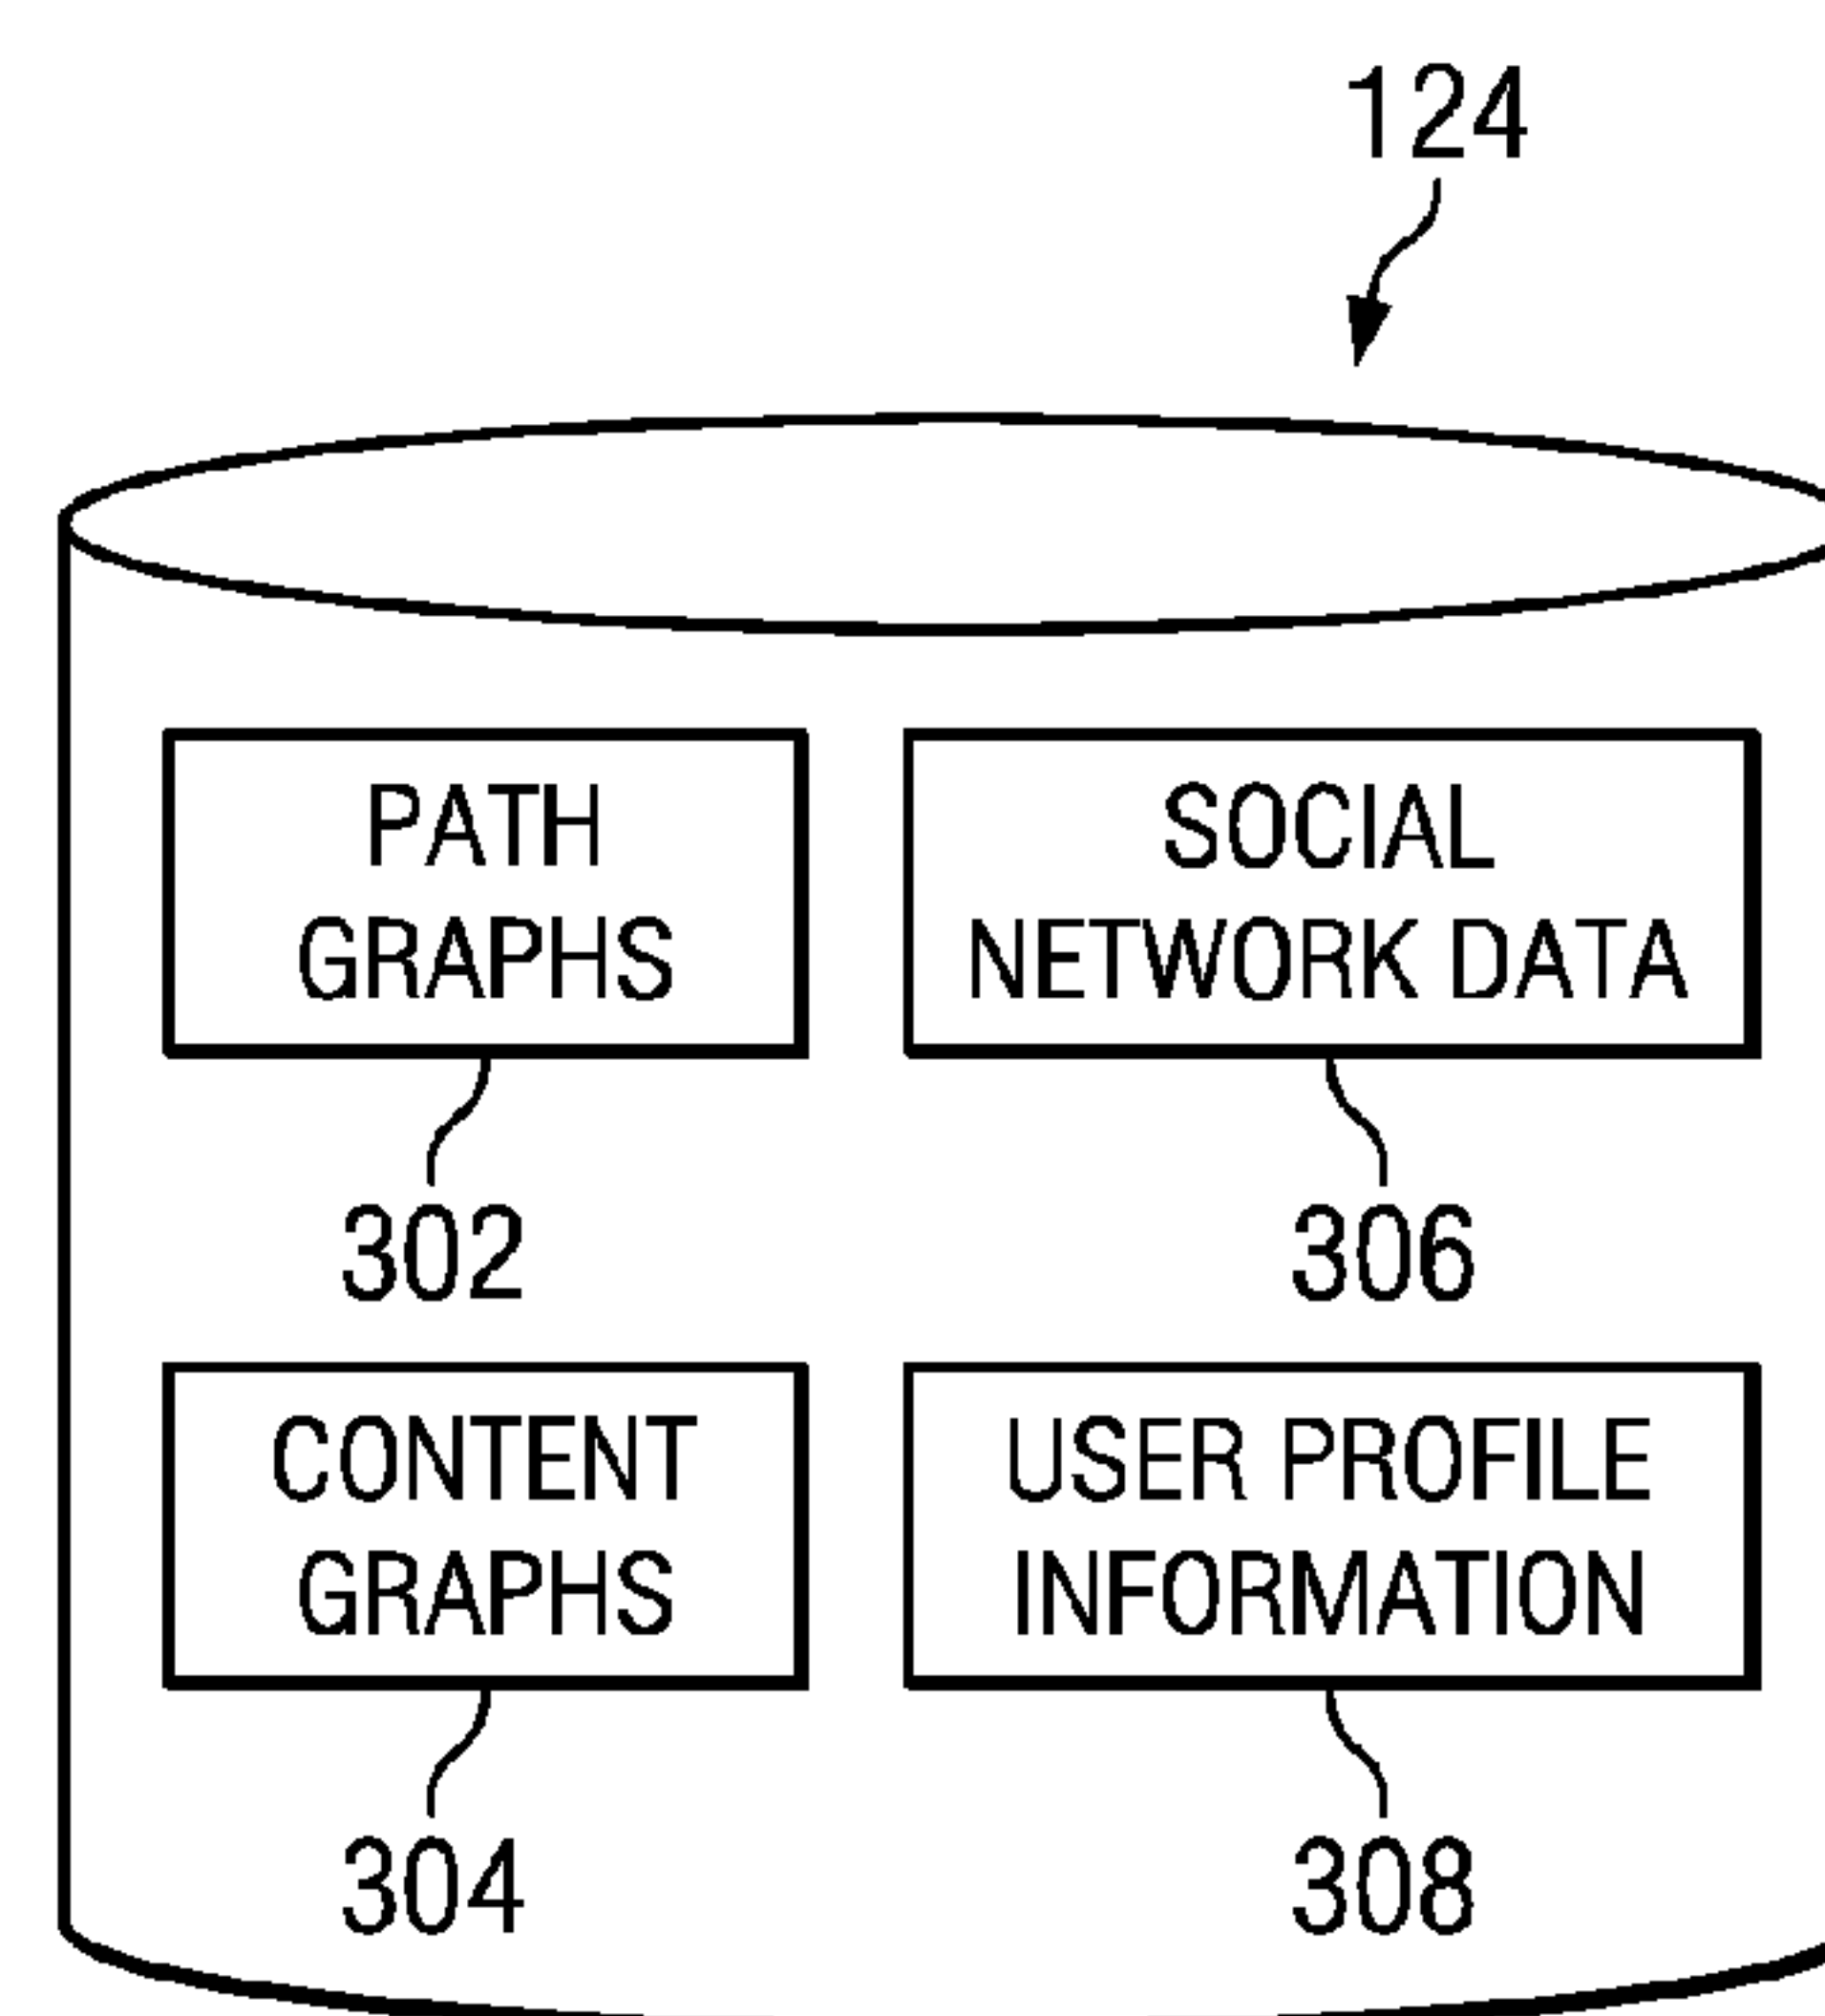 124
PATH
GRAPHS
302
SOCIAL
NETWORK DATA
306
CONTENT
GRAPHS
304
USER PROFILE
INFORMATION
308